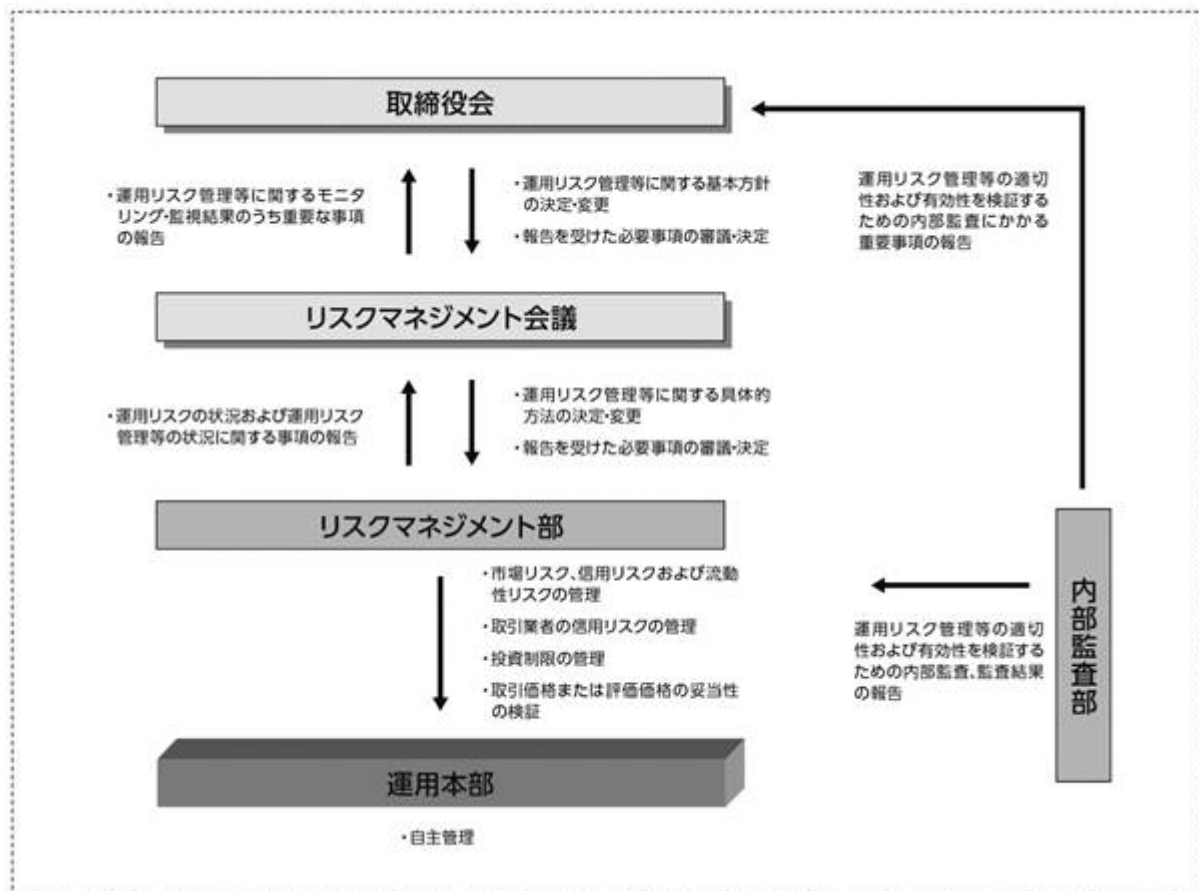 取締役会
・運用リスク管理等に関するモニタ
リング・監視結果のうち重要な事項
の報告
・運用リスク管理等に関する基本方針
の決定・変更
・報告を受けた必要事項の審議・決定
運用リスク管理等の適切
性および有効性を検証する
ための内部監査にかかる
重要事項の報告
リスクマネジメント会議
・運用リスクの状況および運用リスク
管理等の状況に関する事項の報告
・運用リスク管理等に関する具体的
方法の決定・変更
・報告を受けた必要事項の審議・決定
リスクマネジメント部
・市場リスク、信用リスクおよび流動
性リスクの管理
・取引業者の信用リスクの管理
・投資制限の管理
・取引価格または評価価格の妥当性
の検証
運用リスク管理等の適切
性および有効性を検証する
ための内部監査、監査結果
の報告
内部監査部
運用本部
・自主管理